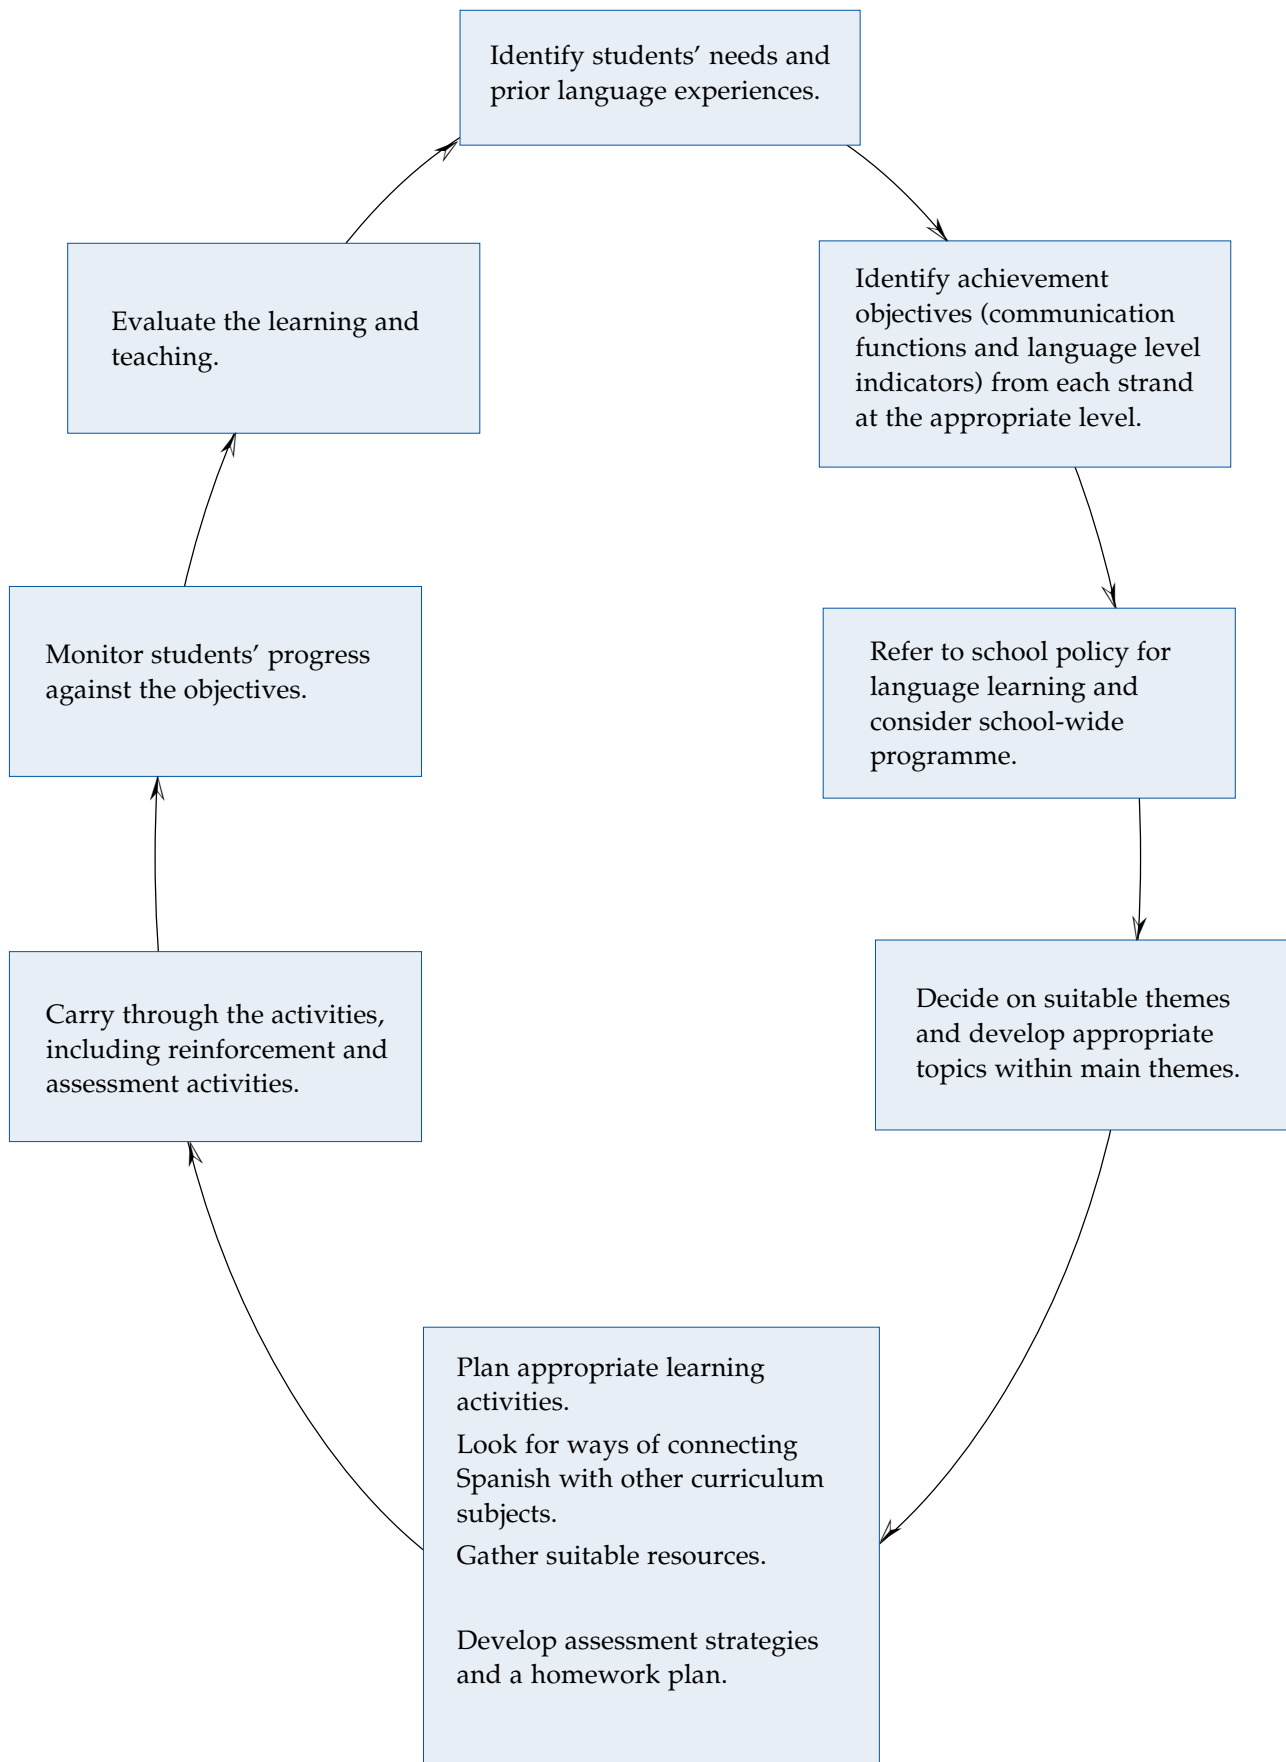 Identify students’ needs and
prior language experiences.
Identify achievement
objectives (communication
functions and language level
indicators) from each strand
at the appropriate level.
Refer to school policy for
language learning and
consider school-wide
programme.
Decide on suitable themes
and develop appropriate
topics within main themes.
Plan appropriate learning
activities.
Look for ways of connecting
Spanish with other curriculum
subjects.
Gather suitable resources.
Develop assessment strategies
and a homework plan.
Carry through the activities,
including reinforcement and
assessment activities.
Monitor students’ progress
against the objectives.
Evaluate the learning and
teaching.